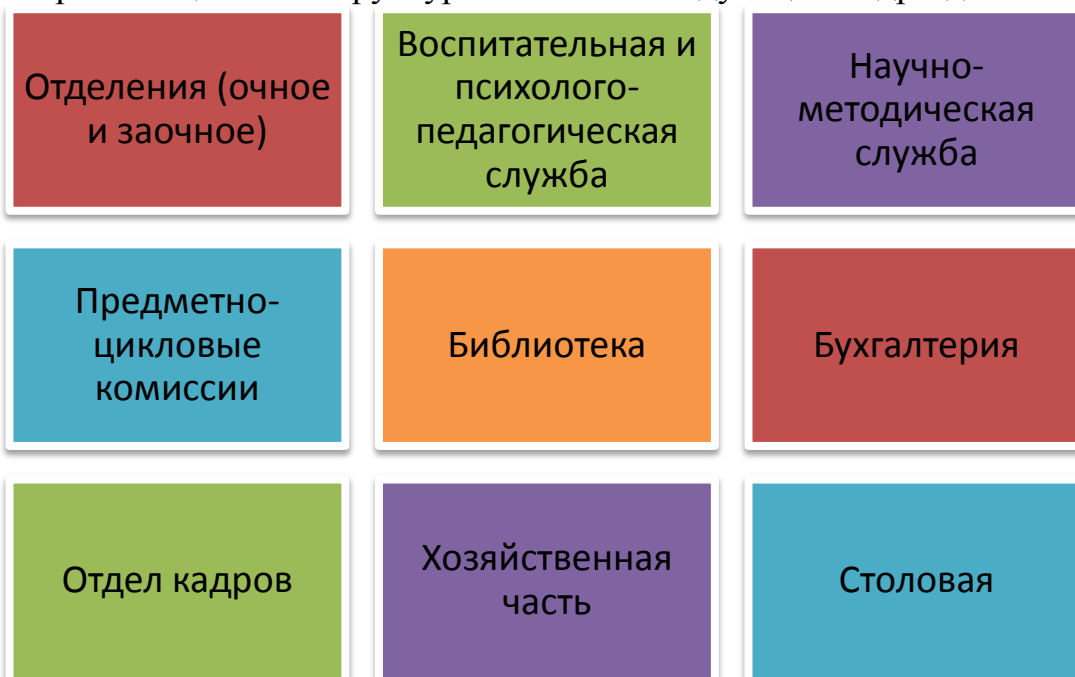 Отделения (очное
и заочное)
Воспитательная и
психолого-
педагогическая
служба
Научно-
методическая
служба
Предметно-
цикловые
комиссии
Библиотека
Бухгалтерия
Отдел кадров
Хозяйственная
часть
Столовая